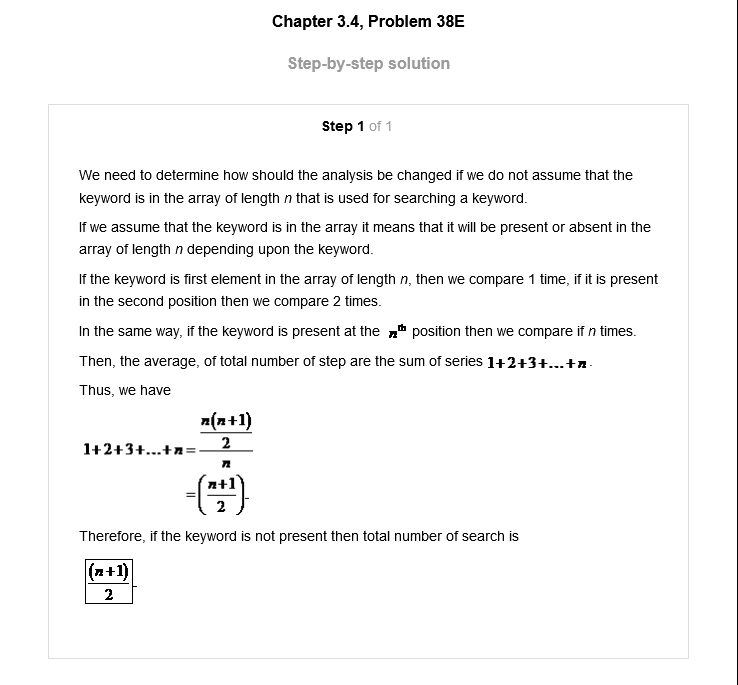 Chapter 3.4, Problem 38E
Step-by-step solution
Step 1 of 1
We need to determine how should the analysis be changed if we do not assume that the
keyword is in the array of length n that is used for searching a keyword.
If we assume that the keyword is in the array it means that it will be present or absent in the
array of length n depending upon the keyword.
If the keyword is first element in the array of length n, then we compare 1 time, if it is present
in the second position then we compare 2 times.
In the same way, if the keyword is present at the nth position then we compare if n times.
Then, the average, of total number of step are the sum of series 1+2+3+...+n.
Thus, we have
n(n+1)
2
1+2+3+...+n=
n
=(n+1
2).
Therefore, if the keyword is not present then total number of search is
(n+1)
2.